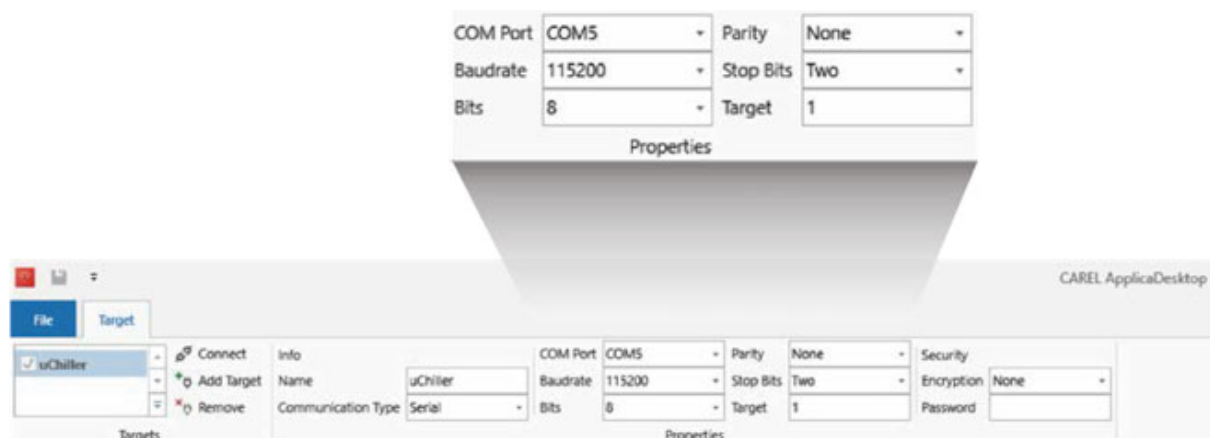 COM Port COM5 Parity None
Baudrate 115200 Stop Bits Two
Bits 8 Target 1
Properties
CAREL ApplicaDesktop
File Target
uChiller Connect Info COM Port COM5 Parity None Security
Add Target Name uChiller Baudrate 115200 Stop Bits Two Encryption None
Remove Communication Type Serial Bits 8 Target 1 Password
Targets Properties